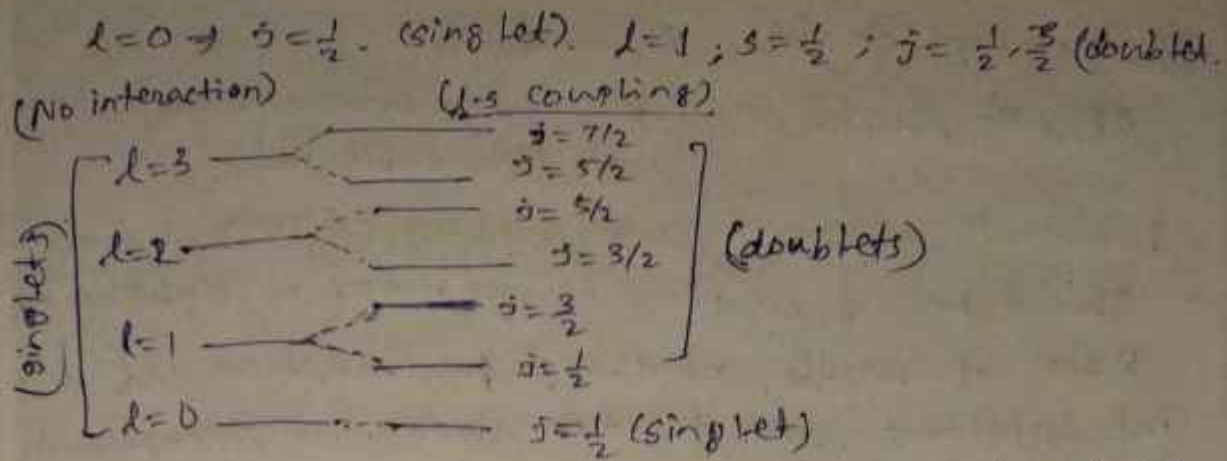 l=0 → j=1/2. (singlet). l=1, s=1/2 ; j= 1/2, 3/2 (doublet.
(No interaction) (l-s coupling)
l=3 j=7/2
j=5/2
l=2 j=5/2
j=3/2
(singlets) (doublets)
l=1 j=3/2
j=1/2
l=0 j=1/2 (singlet)